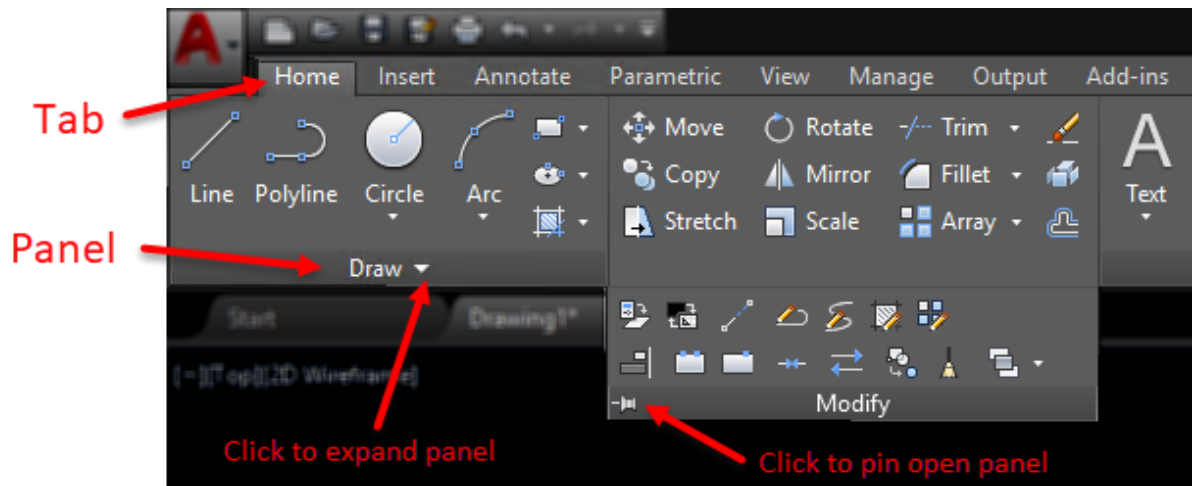 A
Home Insert Annotate Parametric View Manage Output Add-ins
Tab
Move Rotate Trim
A
Copy Mirror Fillet
Line Polyline Circle Arc
Text
Stretch Scale Array
Panel
Draw
Start Drawing1*
[-][Top][2D Wireframe]
Modify
Click to expand panel
Click to pin open panel